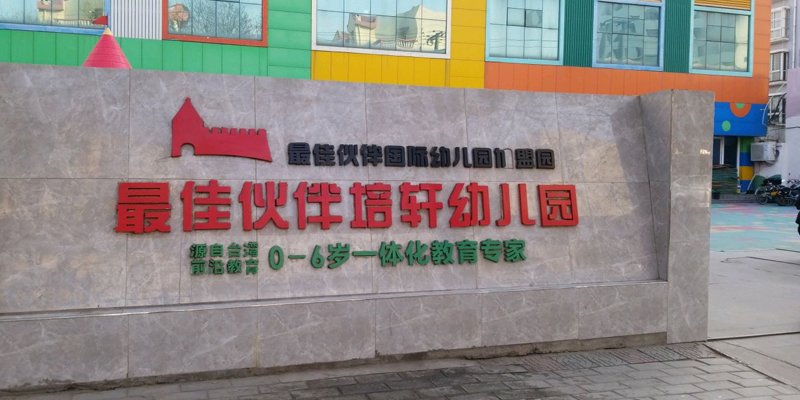 最佳伙伴国际幼儿园加盟园
最佳伙伴培轩幼儿园
源自台湾
前沿教育
0-6岁一体化教育专家